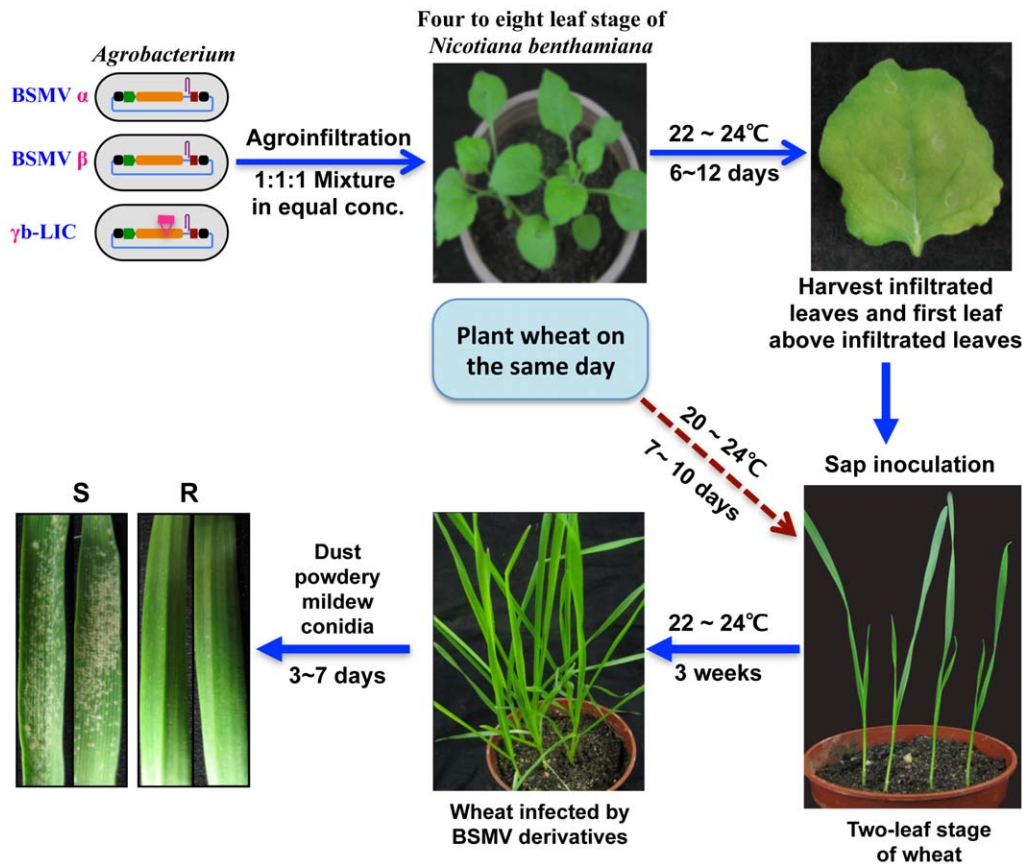 Agrobacterium
BSMV α
BSMV β
γb-LIC
Agroinfiltration
1:1:1 Mixture
in equal conc.
Four to eight leaf stage of
Nicotiana benthamiana
22 ~ 24℃
6~12 days
Harvest infiltrated
leaves and first leaf
above infiltrated leaves
Plant wheat on
the same day
20 ~ 24℃
7~ 10 days
Sap inoculation
Two-leaf stage
of wheat
22 ~ 24℃
3 weeks
Wheat infected by
BSMV derivatives
Dust
powdery
mildew
conidia
3~7 days
S
R